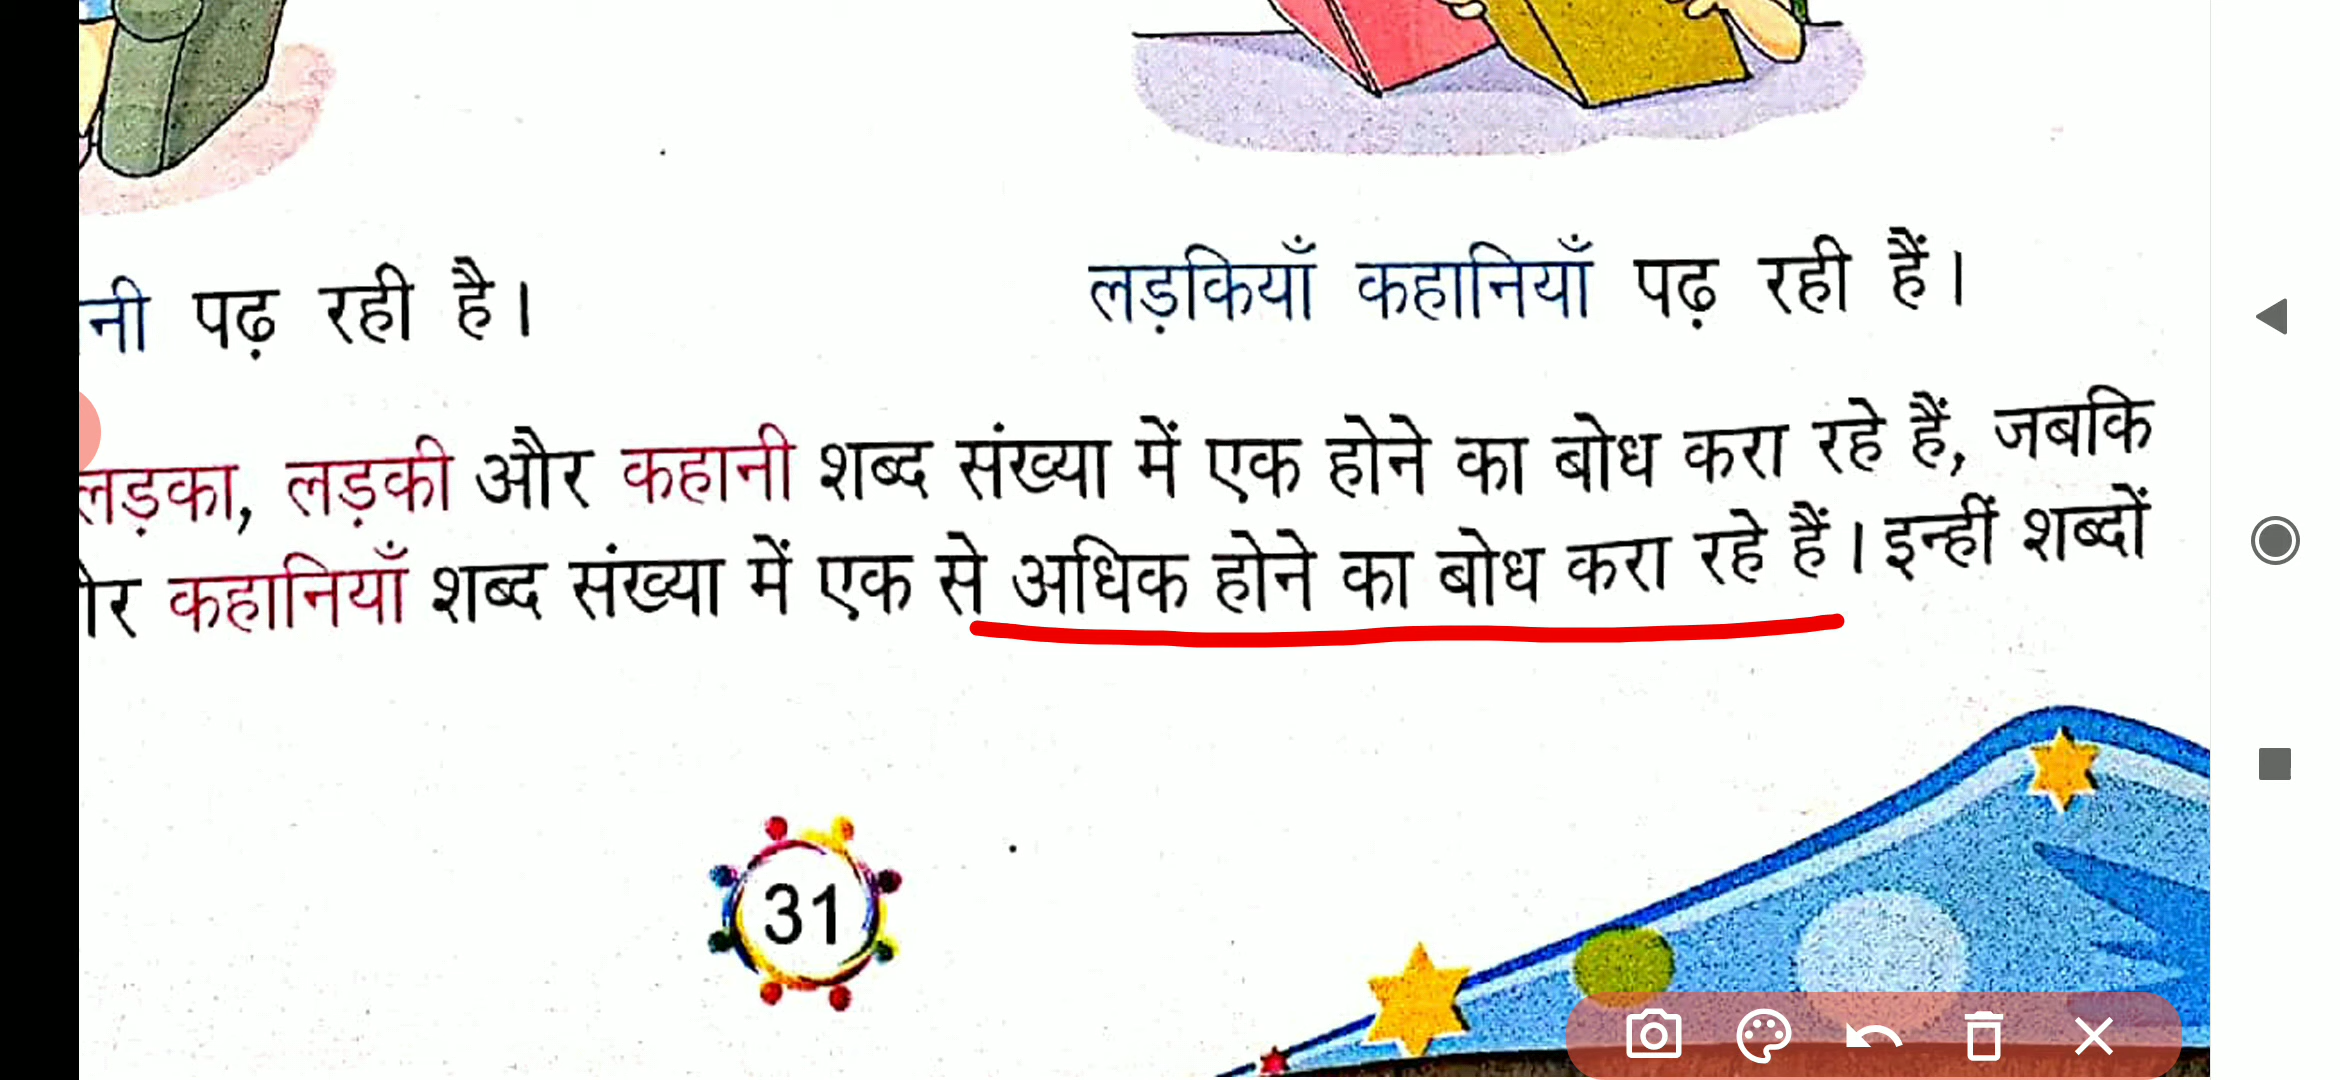 नी पढ़ रही है।
लड़कियाँ कहानियाँ पढ़ रही हैं।
लड़का, लड़की और कहानी शब्द संख्या में एक होने का बोध करा रहे हैं, जबकि
कहानियाँ शब्द संख्या में एक से अधिक होने का बोध करा रहे हैं। इन्हीं शब्दों
31